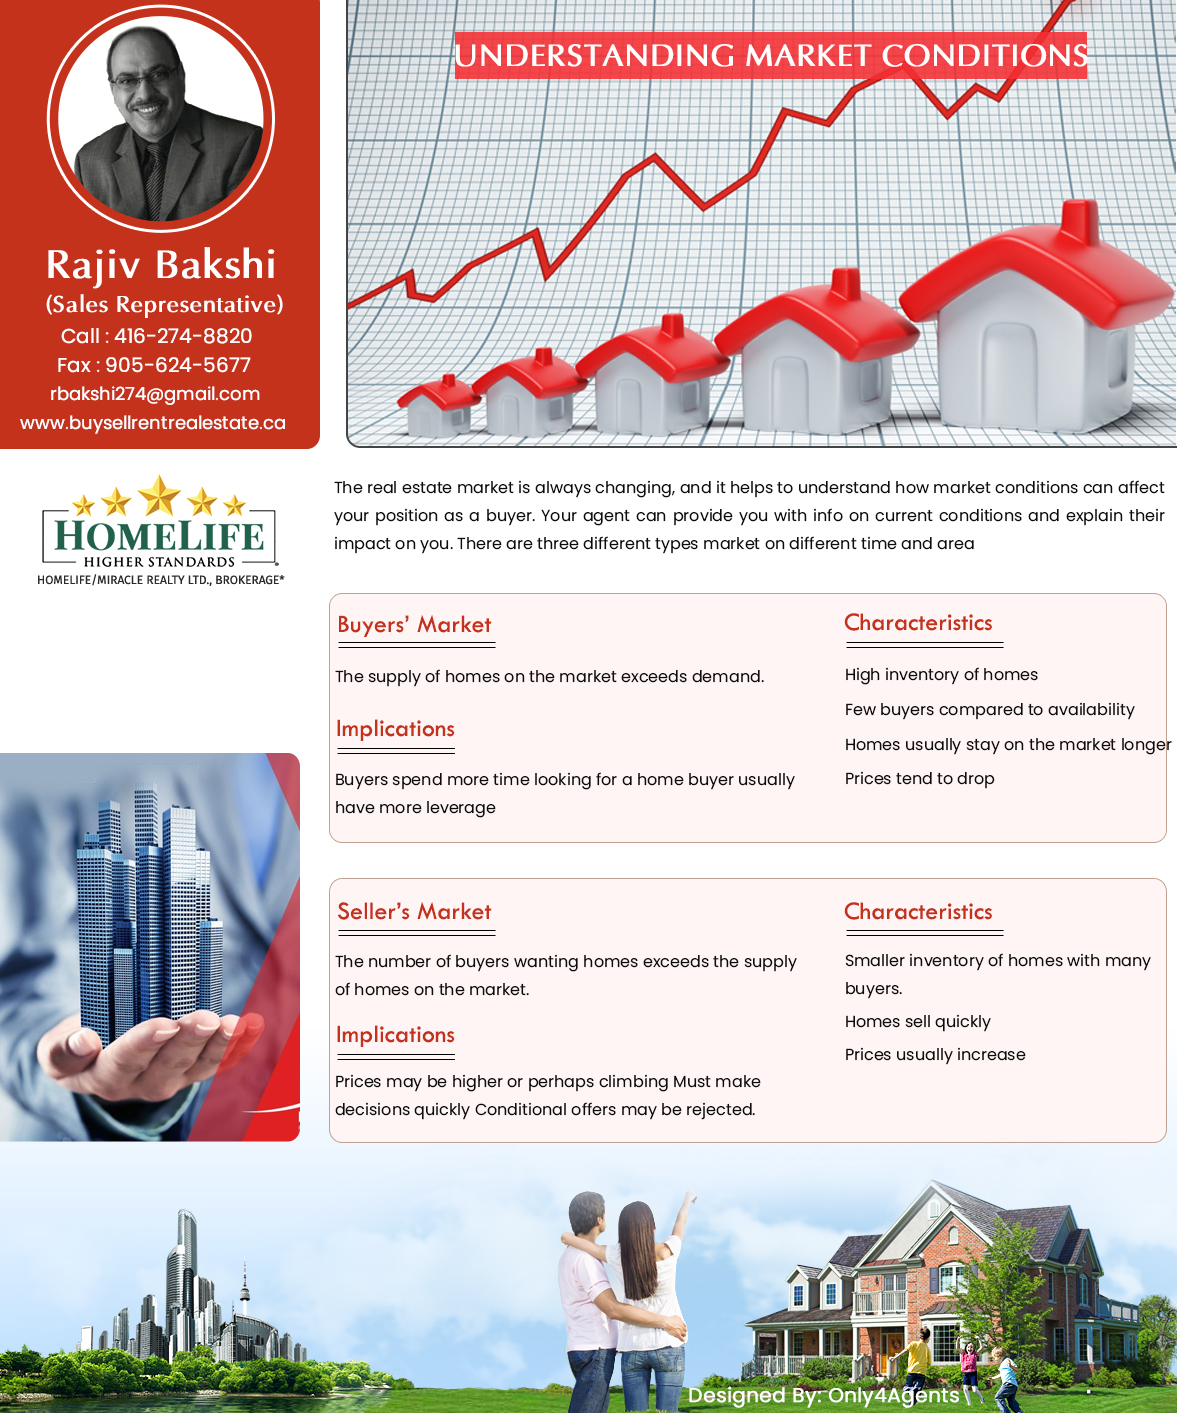 UNDERSTANDING MARKET CONDITIONS
Rajiv Bakshi
(Sales Representative)
Call : 416-274-8820
Fax : 905-624-5677
rbakshi274@gmail.com
www.buysellrentrealestate.ca
HOMELIFE
HIGHER STANDARDS
HOMELIFE/MIRACLE REALTY LTD., BROKERAGE*
The real estate market is always changing, and it helps to understand how market conditions can affect
your position as a buyer. Your agent can provide you with info on current conditions and explain their
impact on you. There are three different types market on different time and area
Buyers' Market
The supply of homes on the market exceeds demand.
Implications
Buyers spend more time looking for a home buyer usually
have more leverage
Characteristics
High inventory of homes
Few buyers compared to availability
Homes usually stay on the market longer
Prices tend to drop
Seller's Market
The number of buyers wanting homes exceeds the supply
of homes on the market.
Implications
Prices may be higher or perhaps climbing Must make
decisions quickly Conditional offers may be rejected.
Characteristics
Smaller inventory of homes with many
buyers.
Homes sell quickly
Prices usually increase
Designed By: Only4Agents